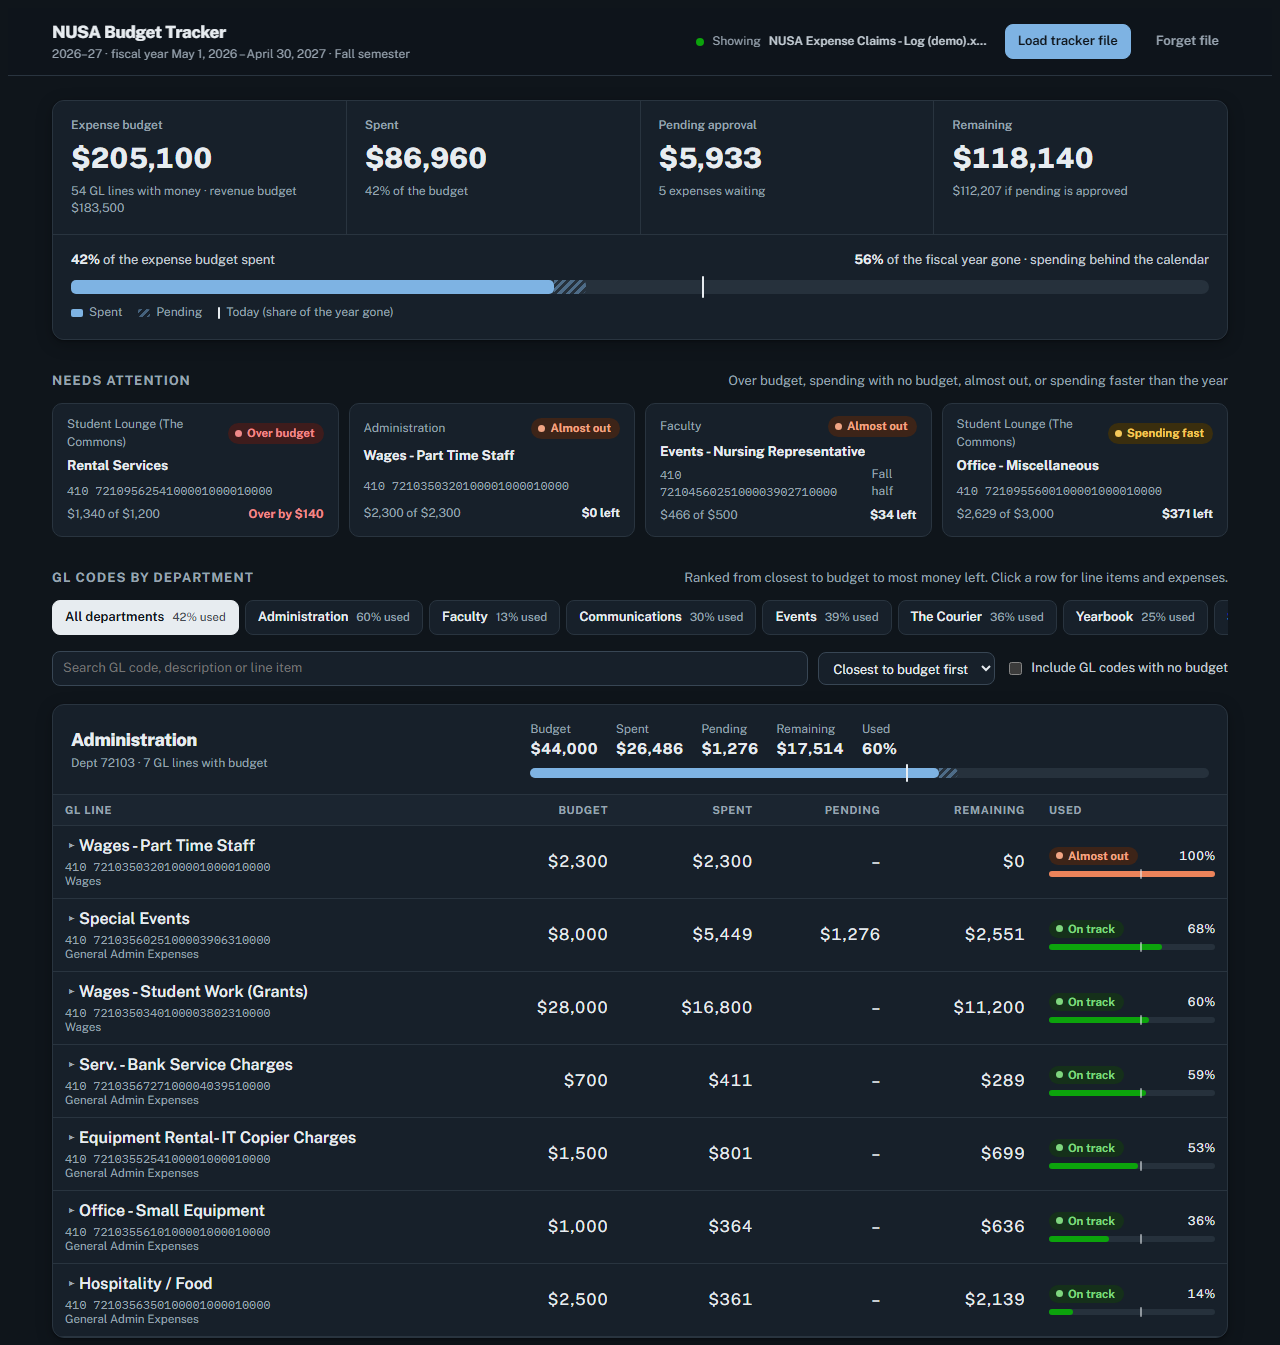 NUSA Budget Tracker
2026–27 · fiscal year May 1, 2026 – April 30, 2027 · Fall semester
Showing NUSA Expense Claims - Log (demo).x...
Load tracker file
Forget file
Expense budget
$205,100
54 GL lines with money · revenue budget
$183,500
Spent
$86,960
42% of the budget
Pending approval
$5,933
5 expenses waiting
Remaining
$118,140
$112,207 if pending is approved
42% of the expense budget spent
56% of the fiscal year gone · spending behind the calendar
Spent
Pending
Today (share of the year gone)
NEEDS ATTENTION
Over budget, spending with no budget, almost out, or spending faster than the year
Student Lounge (The
Commons)
Over budget
Rental Services
410 7210956254100001000010000
$1,340 of $1,200
Over by $140
Administration
Almost out
Wages - Part Time Staff
410 7210350320100001000010000
$2,300 of $2,300
$0 left
Faculty
Almost out
Events - Nursing Representative
410
7210456025100003902710000
Fall
half
$466 of $500
$34 left
Student Lounge (The
Commons)
Spending fast
Office - Miscellaneous
410 7210955600100001000010000
$2,629 of $3,000
$371 left
GL CODES BY DEPARTMENT
Ranked from closest to budget to most money left. Click a row for line items and expenses.
All departments 42% used
Administration 60% used
Faculty 13% used
Communications 30% used
Events 39% used
The Courier 36% used
Yearbook 25% used
Search GL code, description or line item
Closest to budget first
Include GL codes with no budget
Administration
Dept 72103 · 7 GL lines with budget
Budget
$44,000
Spent
$26,486
Pending
$1,276
Remaining
$17,514
Used
60%
GL LINE BUDGET SPENT PENDING REMAINING USED
Wages - Part Time Staff
410 7210350320100001000010000
Wages
$2,300 $2,300 – $0
Almost out 100%
Special Events
410 7210356025100003906310000
General Admin Expenses
$8,000 $5,449 $1,276 $2,551
On track 68%
Wages - Student Work (Grants)
410 7210350340100003802310000
Wages
$28,000 $16,800 – $11,200
On track 60%
Serv. - Bank Service Charges
410 7210356727100004039510000
General Admin Expenses
$700 $411 – $289
On track 59%
Equipment Rental- IT Copier Charges
410 7210355254100001000010000
General Admin Expenses
$1,500 $801 – $699
On track 53%
Office - Small Equipment
410 7210355610100001000010000
General Admin Expenses
$1,000 $364 – $636
On track 36%
Hospitality / Food
410 7210356350100001000010000
General Admin Expenses
$2,500 $361 – $2,139
On track 14%